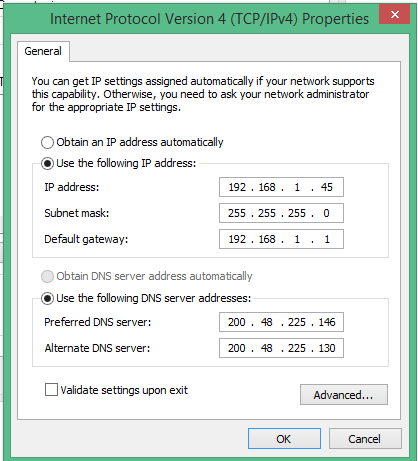 Internet Protocol Version 4 (TCP/IPv4) Properties
General
You can get IP settings assigned automatically if your network supports
this capability. Otherwise, you need to ask your network administrator
for the appropriate IP settings.
Obtain an IP address automatically
Use the following IP address:
IP address: 192 . 168 . 1 . 45
Subnet mask: 255 . 255 . 255 . 0
Default gateway: 192 . 168 . 1 . 1
Obtain DNS server address automatically
Use the following DNS server addresses:
Preferred DNS server: 200 . 48 . 225 . 146
Alternate DNS server: 200 . 48 . 225 . 130
Validate settings upon exit
Advanced...
OK Cancel